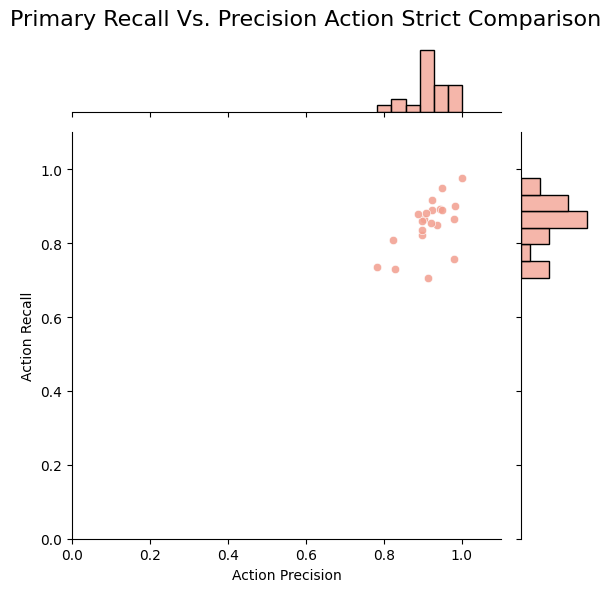 Primary Recall Vs. Precision Action Strict Comparison
1.0
0.8
0.6
0.4
0.2
0.0
Action Recall
0.0 0.2 0.4 0.6 0.8 1.0
Action Precision